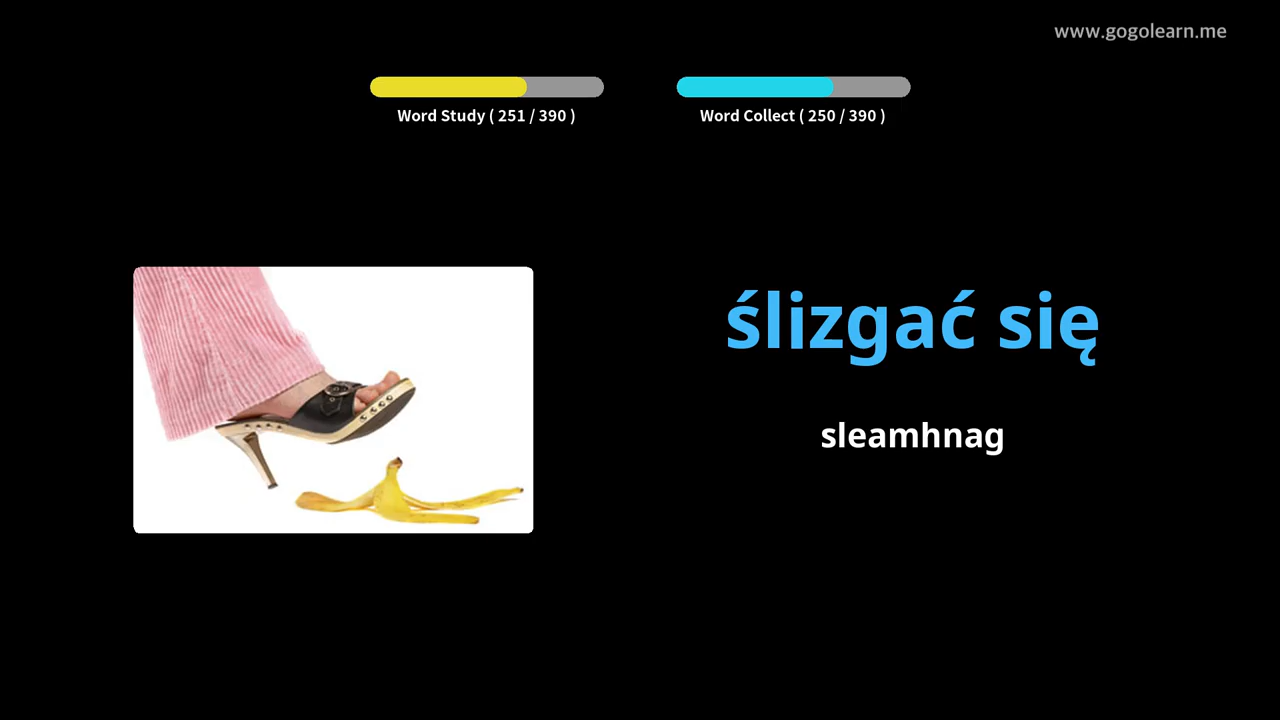 www.gogolearn.me
Word Study ( 251 / 390 )
Word Collect ( 250 / 390 )
ślizgać się
sleamhnag